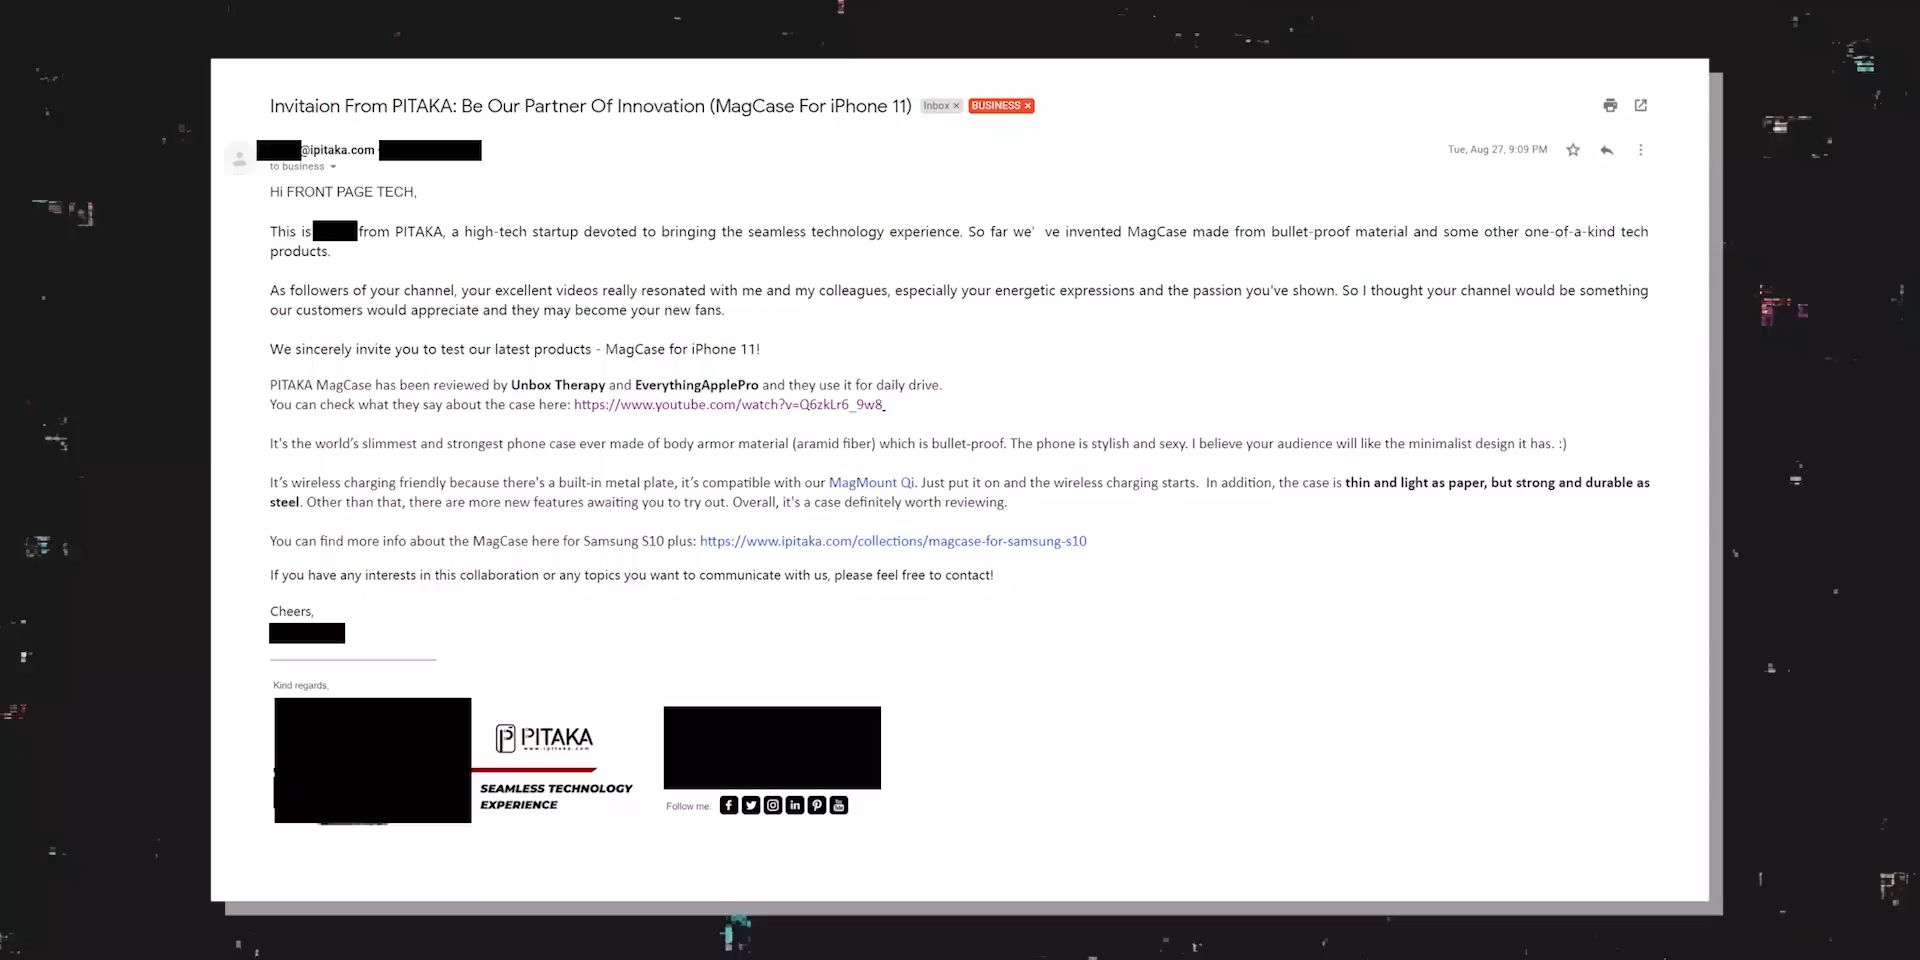 Invitaion From PITAKA: Be Our Partner Of Innovation (MagCase For iPhone 11) Inbox × BUSINESS ×
@ipitaka.com
Tue, Aug 27, 9:09 PM
to business
Hi FRONT PAGE TECH,
This is from PITAKA, a high-tech startup devoted to bringing the seamless technology experience. So far we' ve invented MagCase made from bullet-proof material and some other one-of-a-kind tech
products.
As followers of your channel, your excellent videos really resonated with me and my colleagues, especially your energetic expressions and the passion you've shown. So I thought your channel would be something
our customers would appreciate and they may become your new fans.
We sincerely invite you to test our latest products - MagCase for iPhone 11!
PITAKA MagCase has been reviewed by Unbox Therapy and EverythingApplePro and they use it for daily drive.
You can check what they say about the case here: https://www.youtube.com/watch?v=Q6zkLr6_9w8
It's the world's slimmest and strongest phone case ever made of body armor material (aramid fiber) which is bullet-proof. The phone is stylish and sexy. I believe your audience will like the minimalist design it has. :)
It's wireless charging friendly because there's a built-in metal plate, it's compatible with our MagMount Qi. Just put it on and the wireless charging starts. In addition, the case is thin and light as paper, but strong and durable as
steel. Other than that, there are more new features awaiting you to try out. Overall, it's a case definitely worth reviewing.
You can find more info about the MagCase here for Samsung S10 plus: https://www.ipitaka.com/collections/magcase-for-samsung-s10
If you have any interests in this collaboration or any topics you want to communicate with us, please feel free to contact!
Cheers,
Kind regards,
PITAKA
www.ipitaka.com
SEAMLESS TECHNOLOGY
EXPERIENCE
Follow me: